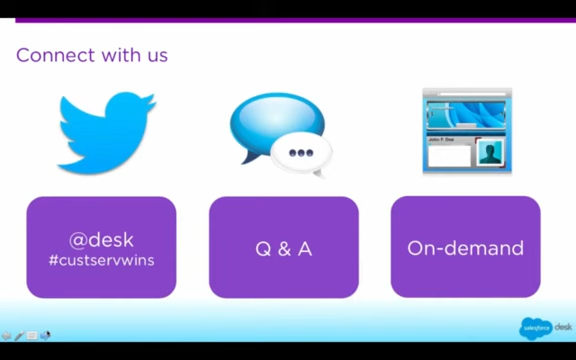 Connect with us
John F. Doe
@desk
#custservwins
Q & A
On-demand
salesforce desk